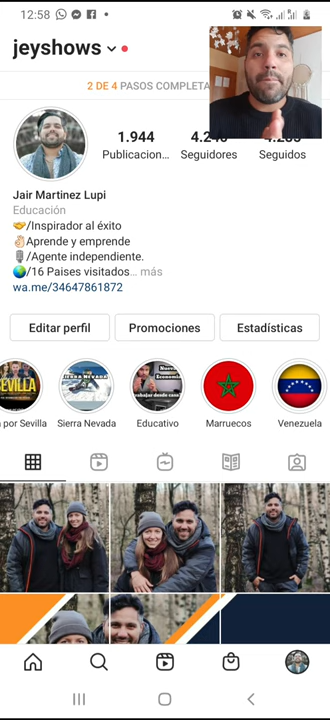 12:58
jeyshows
2 DE 4 PASOS COMPLETA
1.944
Publicacion...
Seguidores
Seguidos
Jair Martinez Lupi
Educación
🤝/Inspirador al éxito
👌🏻Aprende y emprende
🎙️/Agente independiente.
🌍/16 Paises visitados... más
wa.me/34647861872
Editar perfil
Promociones
Estadísticas
SEVILLA
a por Sevilla
Sierra Nevada
Educativo
Marruecos
Venezuela